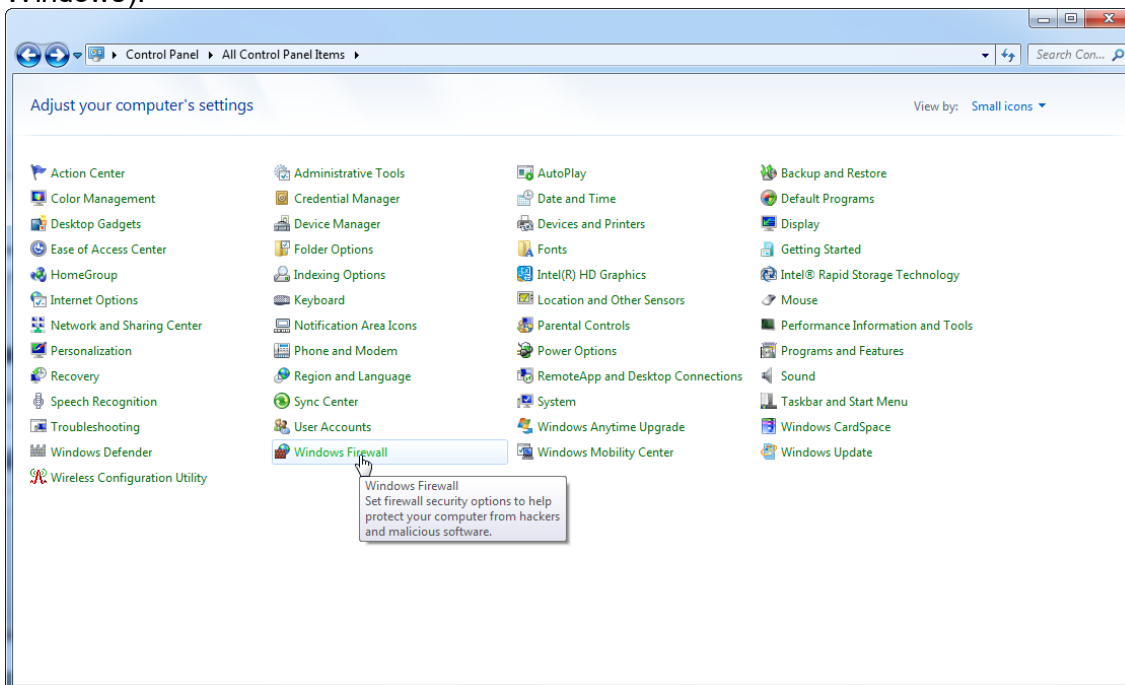 Windows).
Control Panel All Control Panel Items
Search Con...
Adjust your computer's settings
View by: Small icons
Action Center Administrative Tools AutoPlay Backup and Restore
Color Management Credential Manager Date and Time Default Programs
Desktop Gadgets Device Manager Devices and Printers Display
Ease of Access Center Folder Options Fonts Getting Started
HomeGroup Indexing Options Intel(R) HD Graphics Intel® Rapid Storage Technology
Internet Options Keyboard Location and Other Sensors Mouse
Network and Sharing Center Notification Area Icons Parental Controls Performance Information and Tools
Personalization Phone and Modem Power Options Programs and Features
Recovery Region and Language RemoteApp and Desktop Connections Sound
Speech Recognition Sync Center System Taskbar and Start Menu
Troubleshooting User Accounts Windows Anytime Upgrade Windows CardSpace
Windows Defender Windows Firewall Windows Mobility Center Windows Update
Wireless Configuration Utility
Windows Firewall
Set firewall security options to help
protect your computer from hackers
and malicious software.